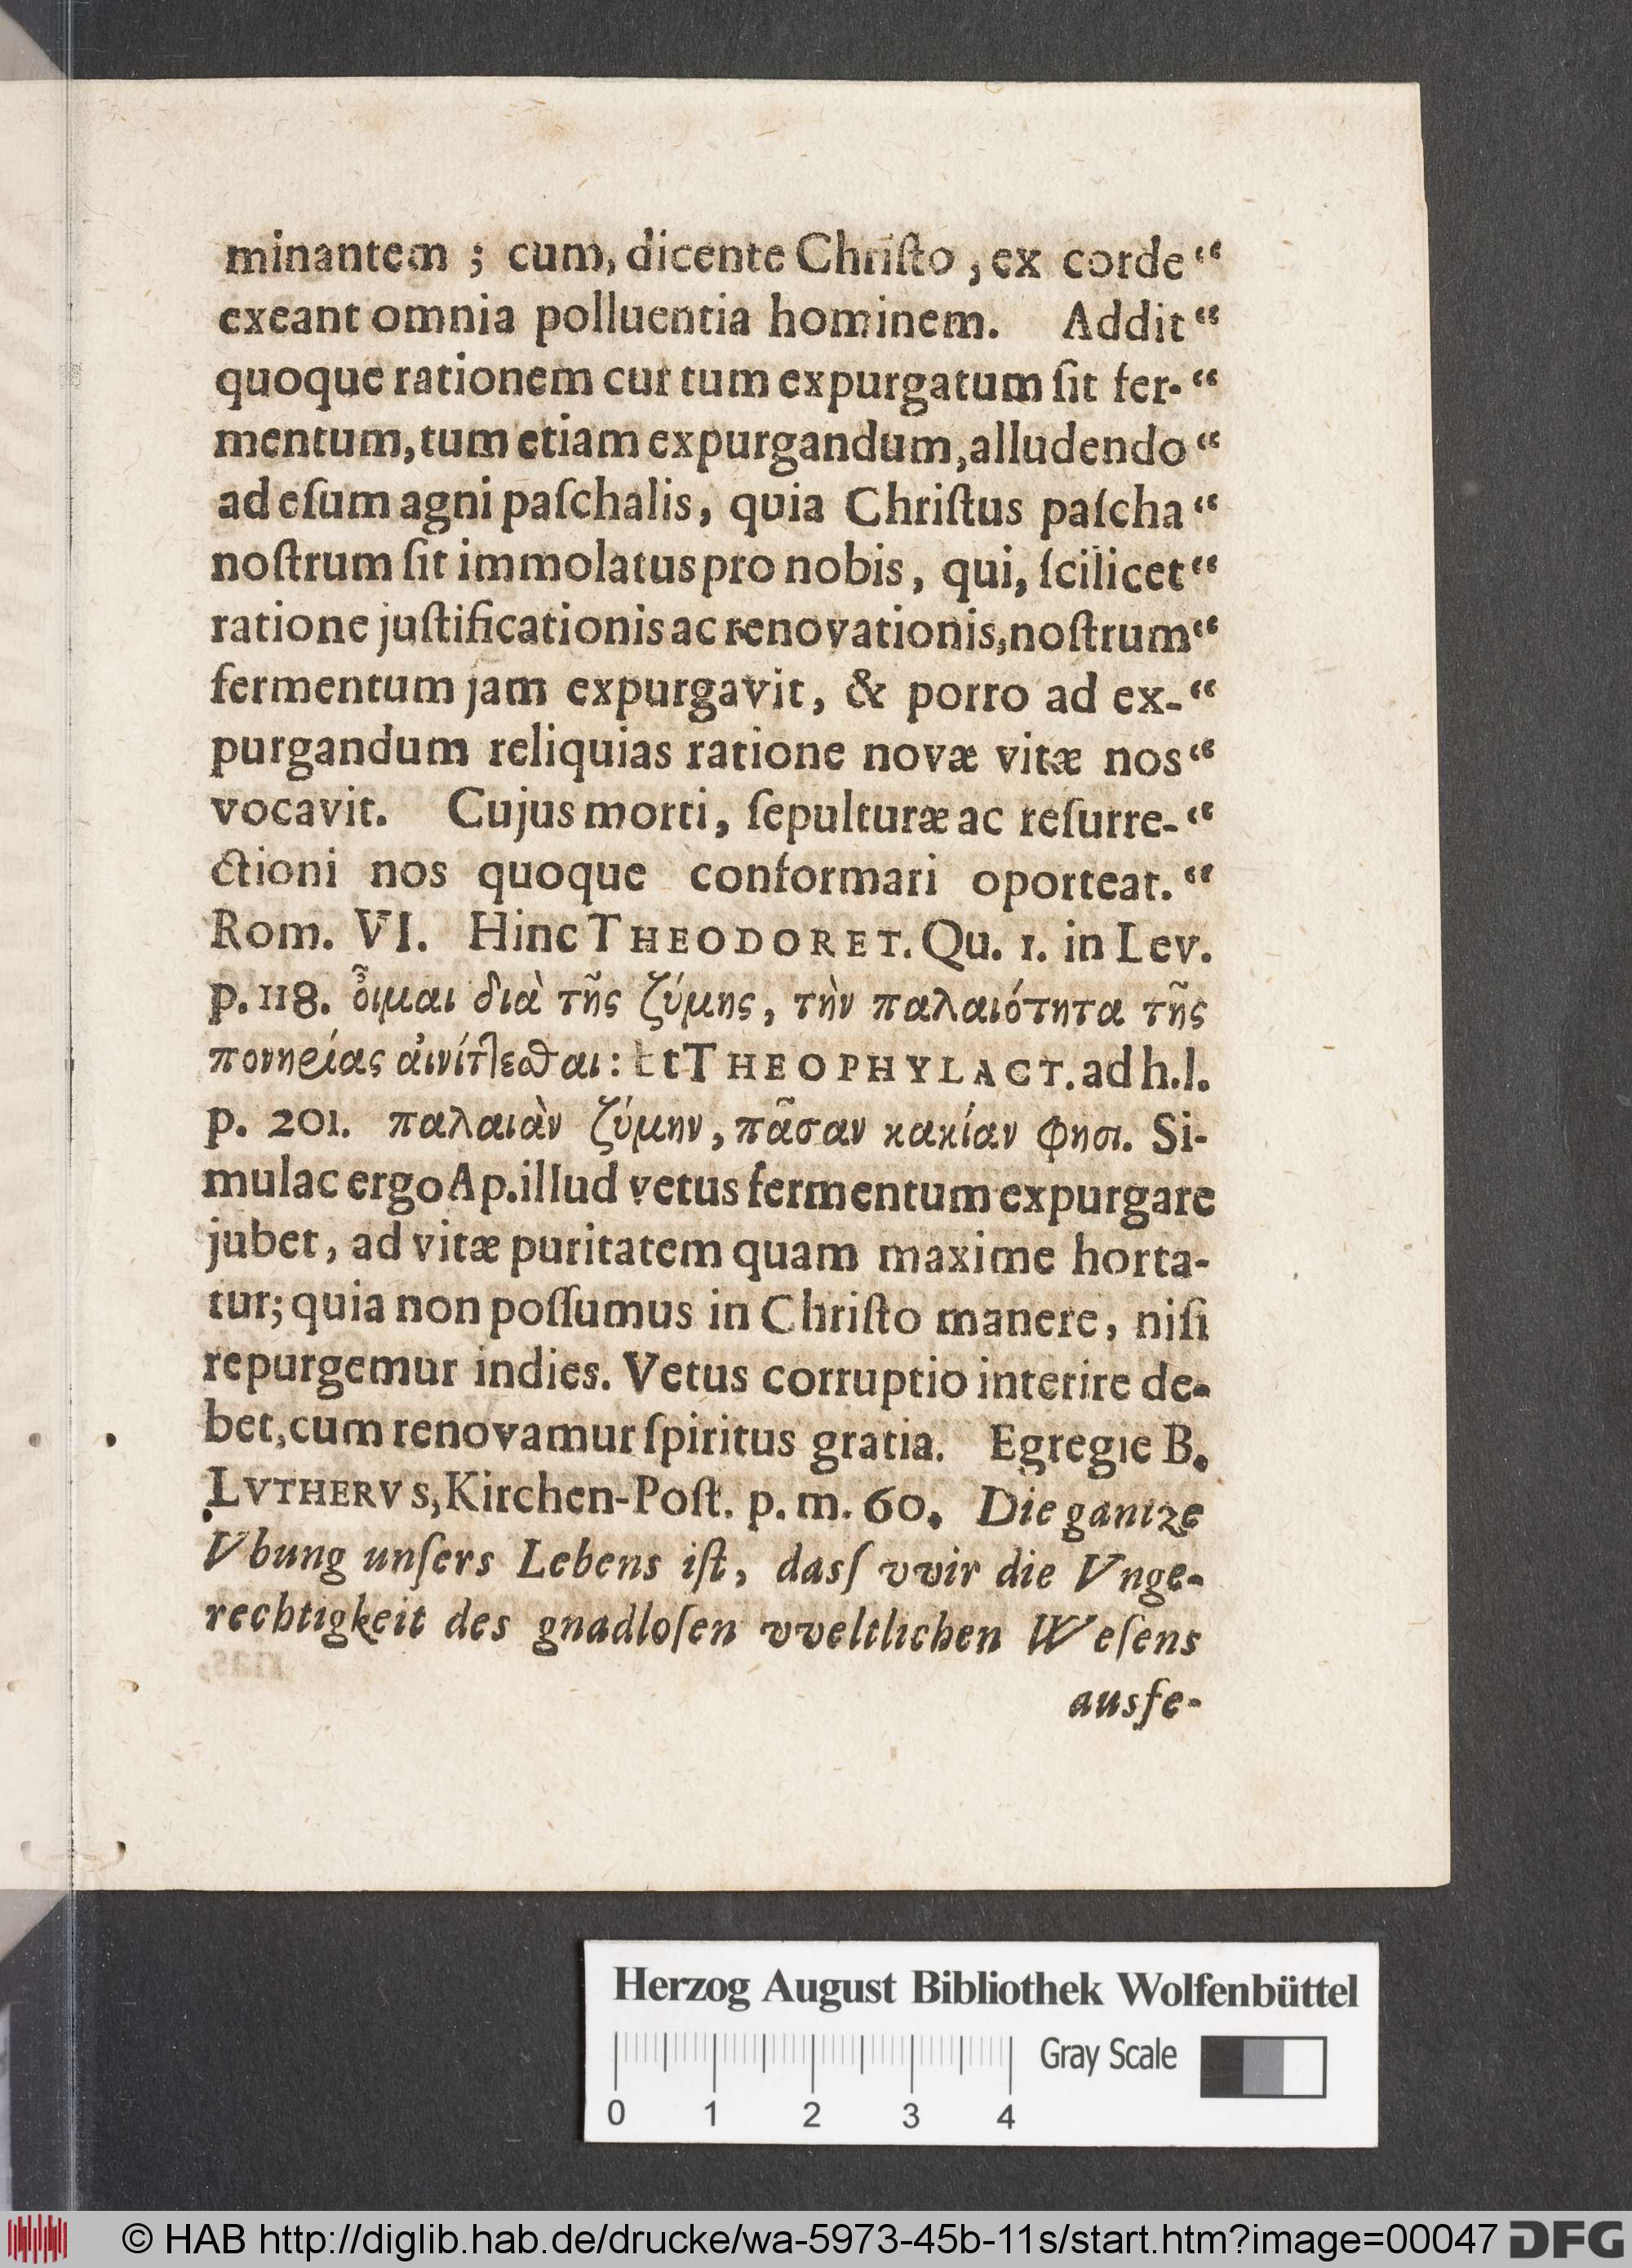 minantem ; cum, dicente Chriſto, ex corde “
exeant omnia polluentia hominem. Addit “
quoque rationem cur tum expurgatum ſit fer- “
mentum, tum etiam expurgandum, alludendo “
ad eſum agni paſchalis, quia Chriſtus paſcha “
noſtrum ſit immolatus pro nobis, qui, ſcilicet “
ratione juſtificationis ac renovationis, noſtrum “
fermentum jam expurgavit, & porro ad ex- “
purgandum reliquias ratione novæ vitæ nos “
vocavit. Cujus morti, ſepulturæ ac reſurre- “
ctioni nos quoque conformari oporteat. “
Rom. VI. Hinc THEODORET. Qu. 1. in Lev.
p. 118. οἶμαι διὰ τῆς ζύμης, τὴν παλαιότητα τῆς
πονηρίας αἰνίτ]εϑαι: Et THEOPHYLACT. ad h.l.
p. 201. παλαιὰν ζύμην, πᾶσαν κακίαν φησι. Si-
mulac ergo Ap. illud vetus fermentum expurgare
jubet, ad vitæ puritatem quam maxime horta-
tur; quia non poſſumus in Chriſto manere, niſi
repurgemur indies. Vetus corruptio interire de-
bet, cum renovamur ſpiritus gratia. Egregie B.
LVTHERVS, Kirchen-Poſt. p. m. 60. Die gantze
Vbung unſers Lebens iſt, dasſ vvir die Vnge-
rechtigkeit des gnadloſen vveltlichen Weſens
ausfe-
Herzog August Bibliothek Wolfenbüttel
Gray Scale
0 1 2 3 4
© HAB http://diglib.hab.de/drucke/wa-5973-45b-11s/start.htm?image=00047 DFG